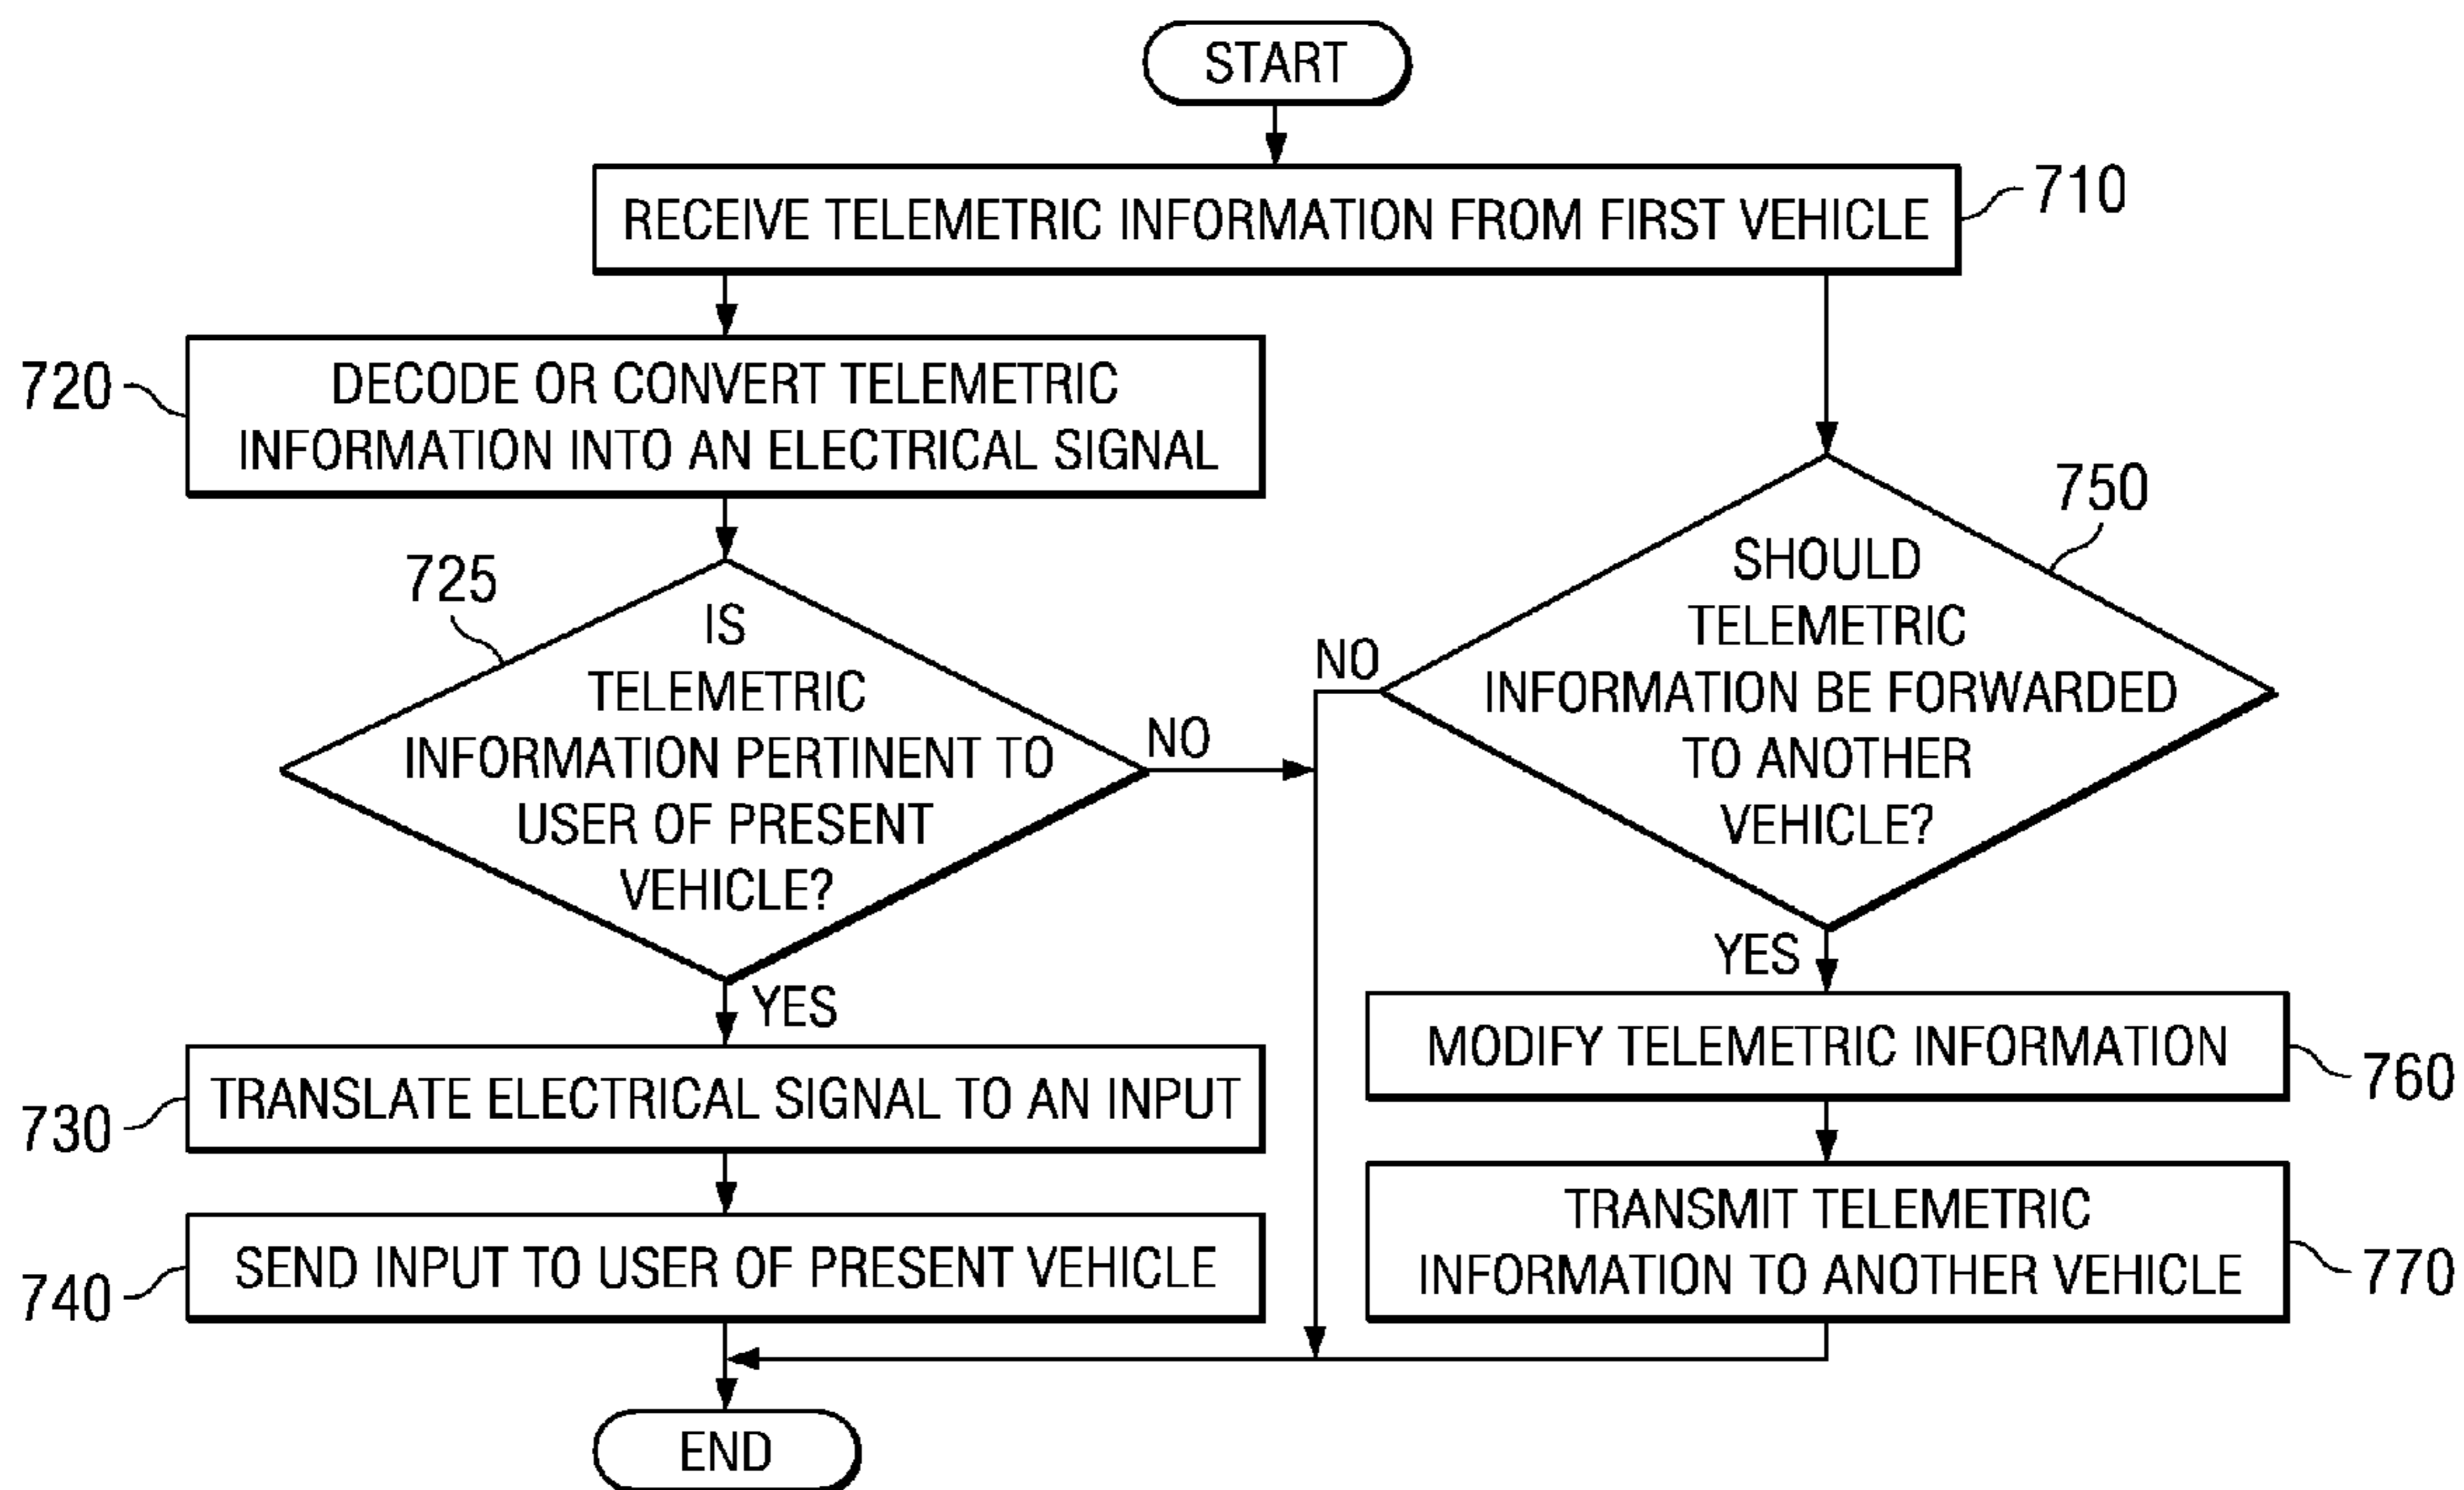 START
RECEIVE TELEMETRIC INFORMATION FROM FIRST VEHICLE
710
720
DECODE OR CONVERT TELEMETRIC
INFORMATION INTO AN ELECTRICAL SIGNAL
725
IS
TELEMETRIC
INFORMATION PERTINENT TO
USER OF PRESENT
VEHICLE?
NO
YES
730
TRANSLATE ELECTRICAL SIGNAL TO AN INPUT
740
SEND INPUT TO USER OF PRESENT VEHICLE
750
SHOULD
TELEMETRIC
INFORMATION BE FORWARDED
TO ANOTHER
VEHICLE?
NO
YES
MODIFY TELEMETRIC INFORMATION
760
TRANSMIT TELEMETRIC
INFORMATION TO ANOTHER VEHICLE
770
END